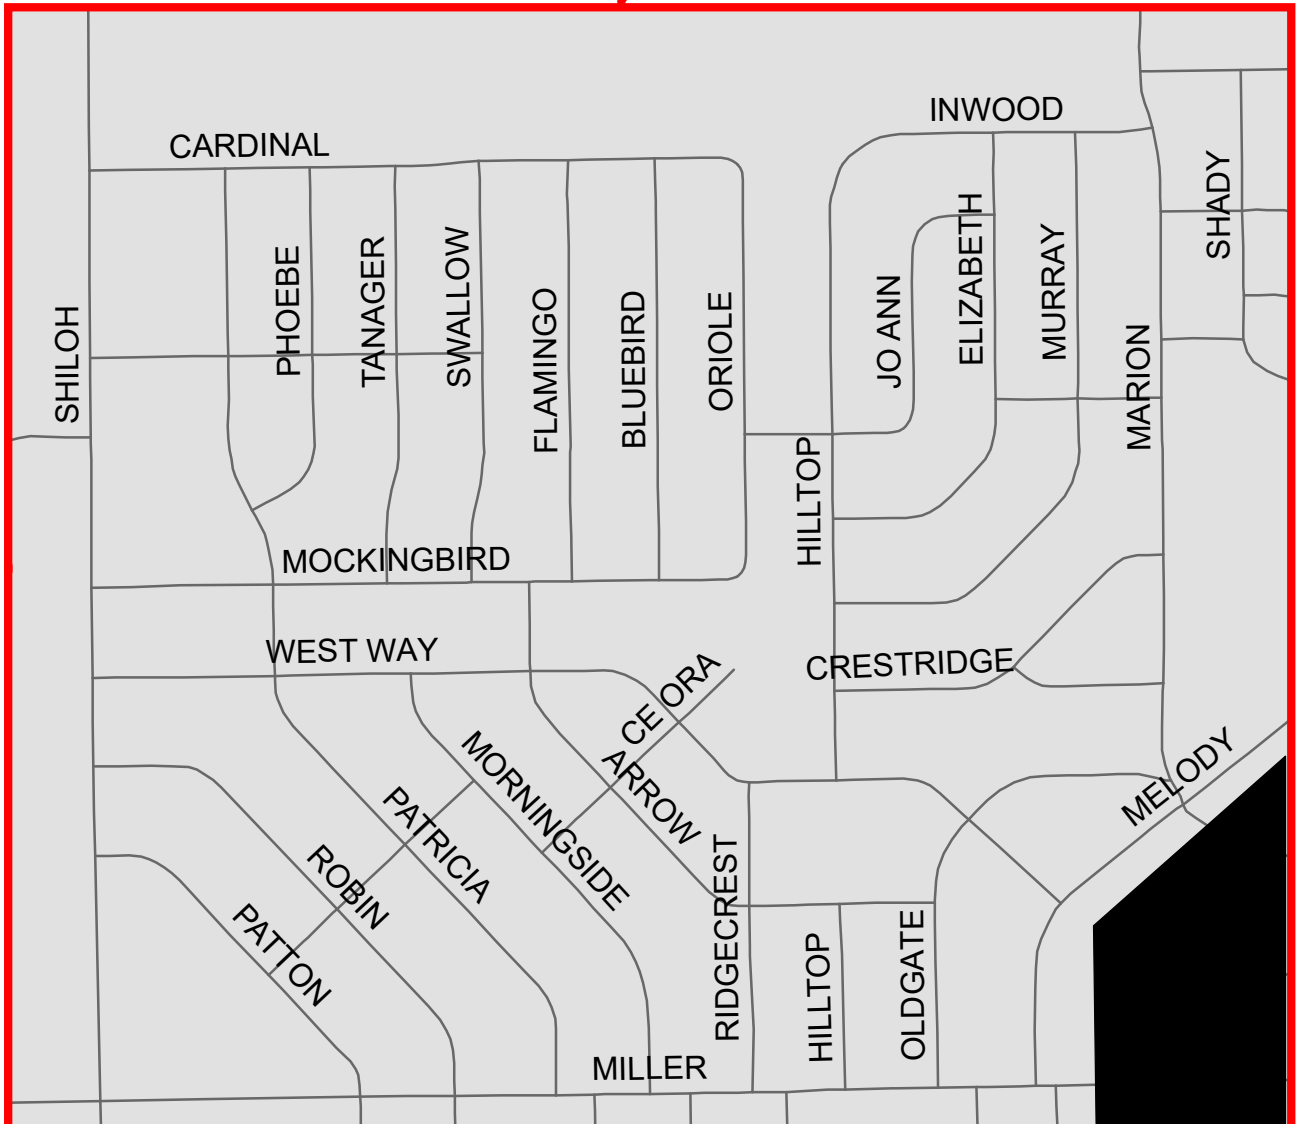 INWOOD
CARDINAL
SHADY
PHOEBE
TANAGER
SWALLOW
FLAMINGO
BLUEBIRD
ORIOLE
JO ANN
ELIZABETH
MURRAY
MARION
SHILOH
HILLTOP
MOCKINGBIRD
WEST WAY
CRESTRIDGE
CE ORA
ARROW
MORNINGSIDE
MELODY
PATRICIA
ROBIN
PATTON
RIDGECREST
HILLTOP
OLDGATE
MILLER